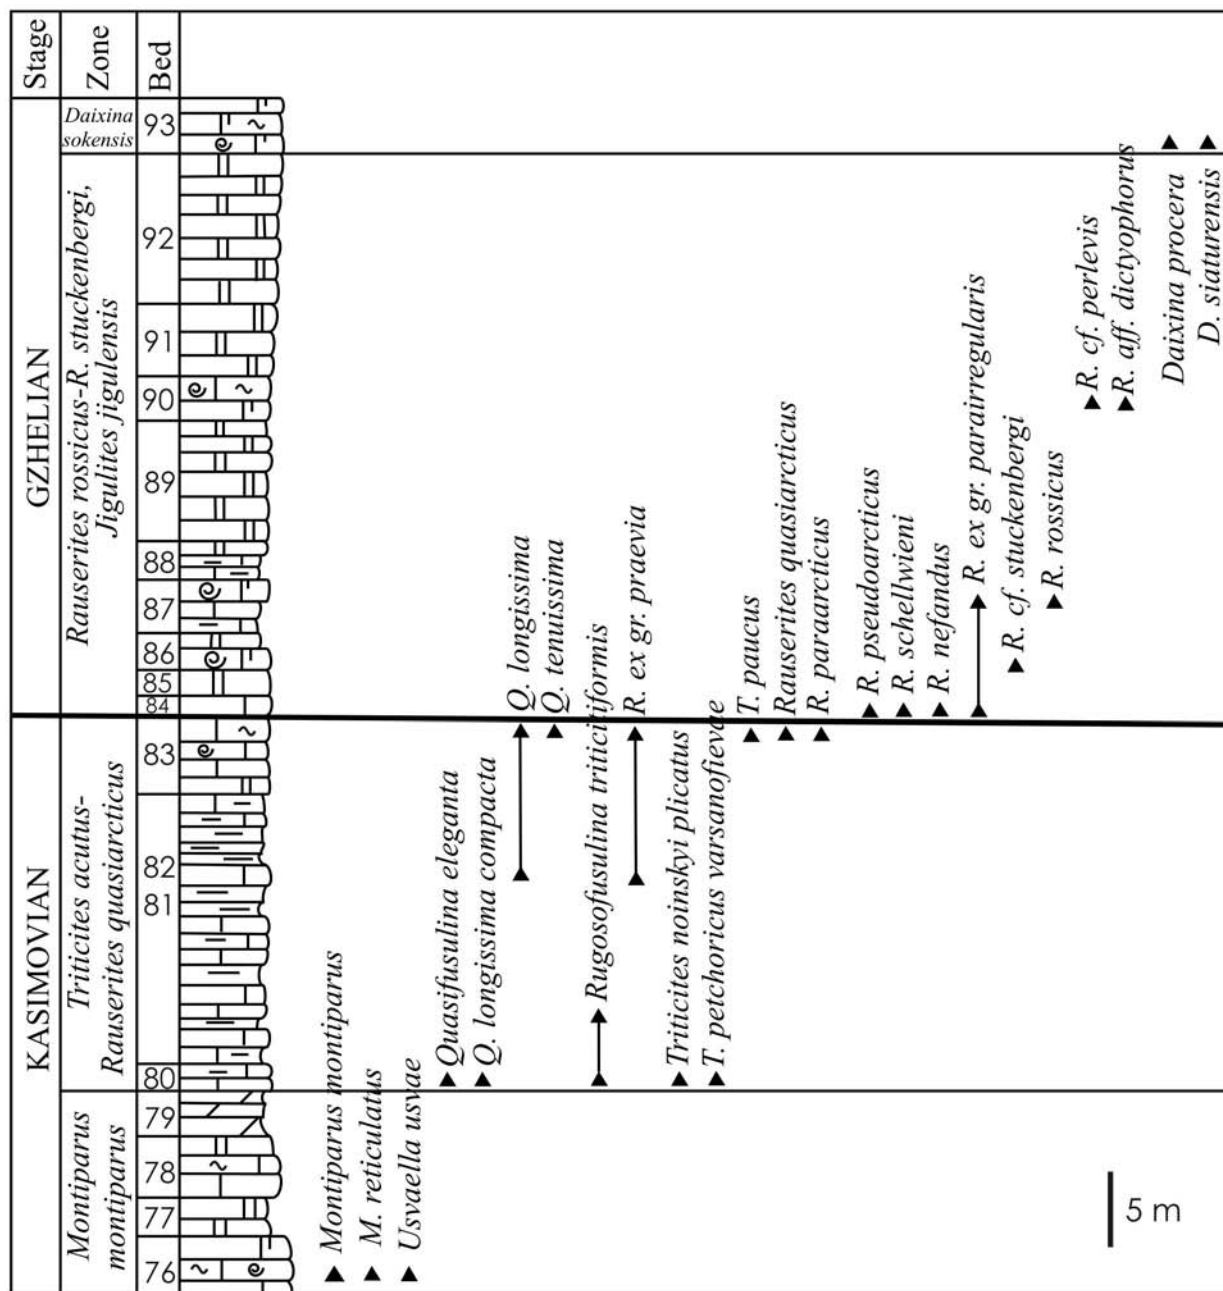 Stage
Zone
Bed
GZHELIAN
KASIMOVIAN
Daixina
sokensis
Rauserites rossicus-R. stuckenbergi,
Jigulites jigulensis
Triticites acutus-
Rauserites quasiarcticus
Montiparus
montiparus
93
92
91
90
89
88
87
86
85
84
83
82
81
80
79
78
77
76
Montiparus montiparus
M. reticulatus
Usvaella usvae
Quasifusulina eleganta
Q. longissima compacta
Q. longissima
Q. tenuissima
Rugosofusulina triticitiformis
R. ex gr. praevia
Triticites noinskyi plicatus
T. petchoricus varsanofievae
T. paucus
Rauserites quasiarcticus
R. paraarcticus
R. pseudoarcticus
R. schellwieni
R. nefandus
R. ex gr. parairregularis
R. cf. stuckenbergi
R. rossicus
R. cf. perlevis
R. aff. dictyophorus
Daixina procera
D. siaturensis
5 m